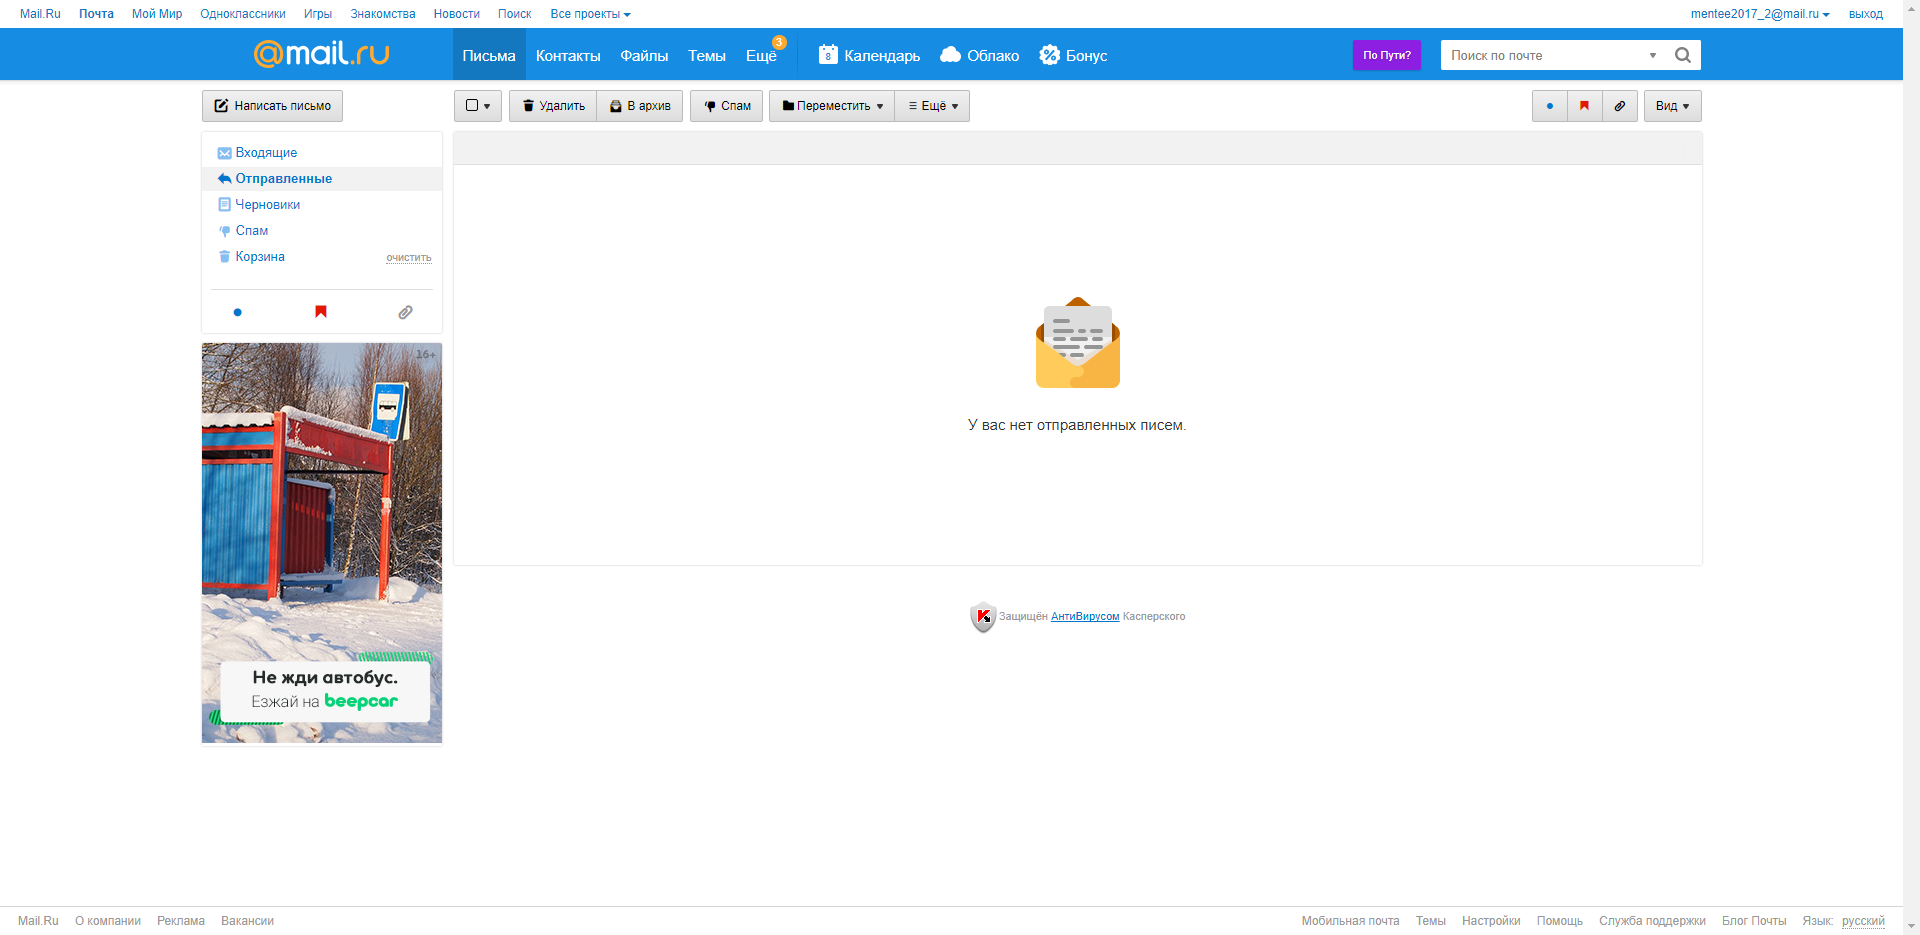 Mail.Ru Почта Мой Мир Одноклассники Игры Знакомства Новости Поиск Все проекты mentee2017_2@mail.ru выход
@mail.ru Письма Контакты Файлы Темы Ещё 3 8 Календарь Облако Бонус По Пути? Поиск по почте
Написать письмо Удалить В архив Спам Переместить Ещё Вид
Входящие
Отправленные
Черновики
Спам
Корзина очистить
16+
У вас нет отправленных писем.
Защищён АнтиВирусом Касперского
Не жди автобус.
Езжай на beepcar
Mail.Ru О компании Реклама Вакансии Мобильная почта Темы Настройки Помощь Служба поддержки Блог Почты Язык: русский